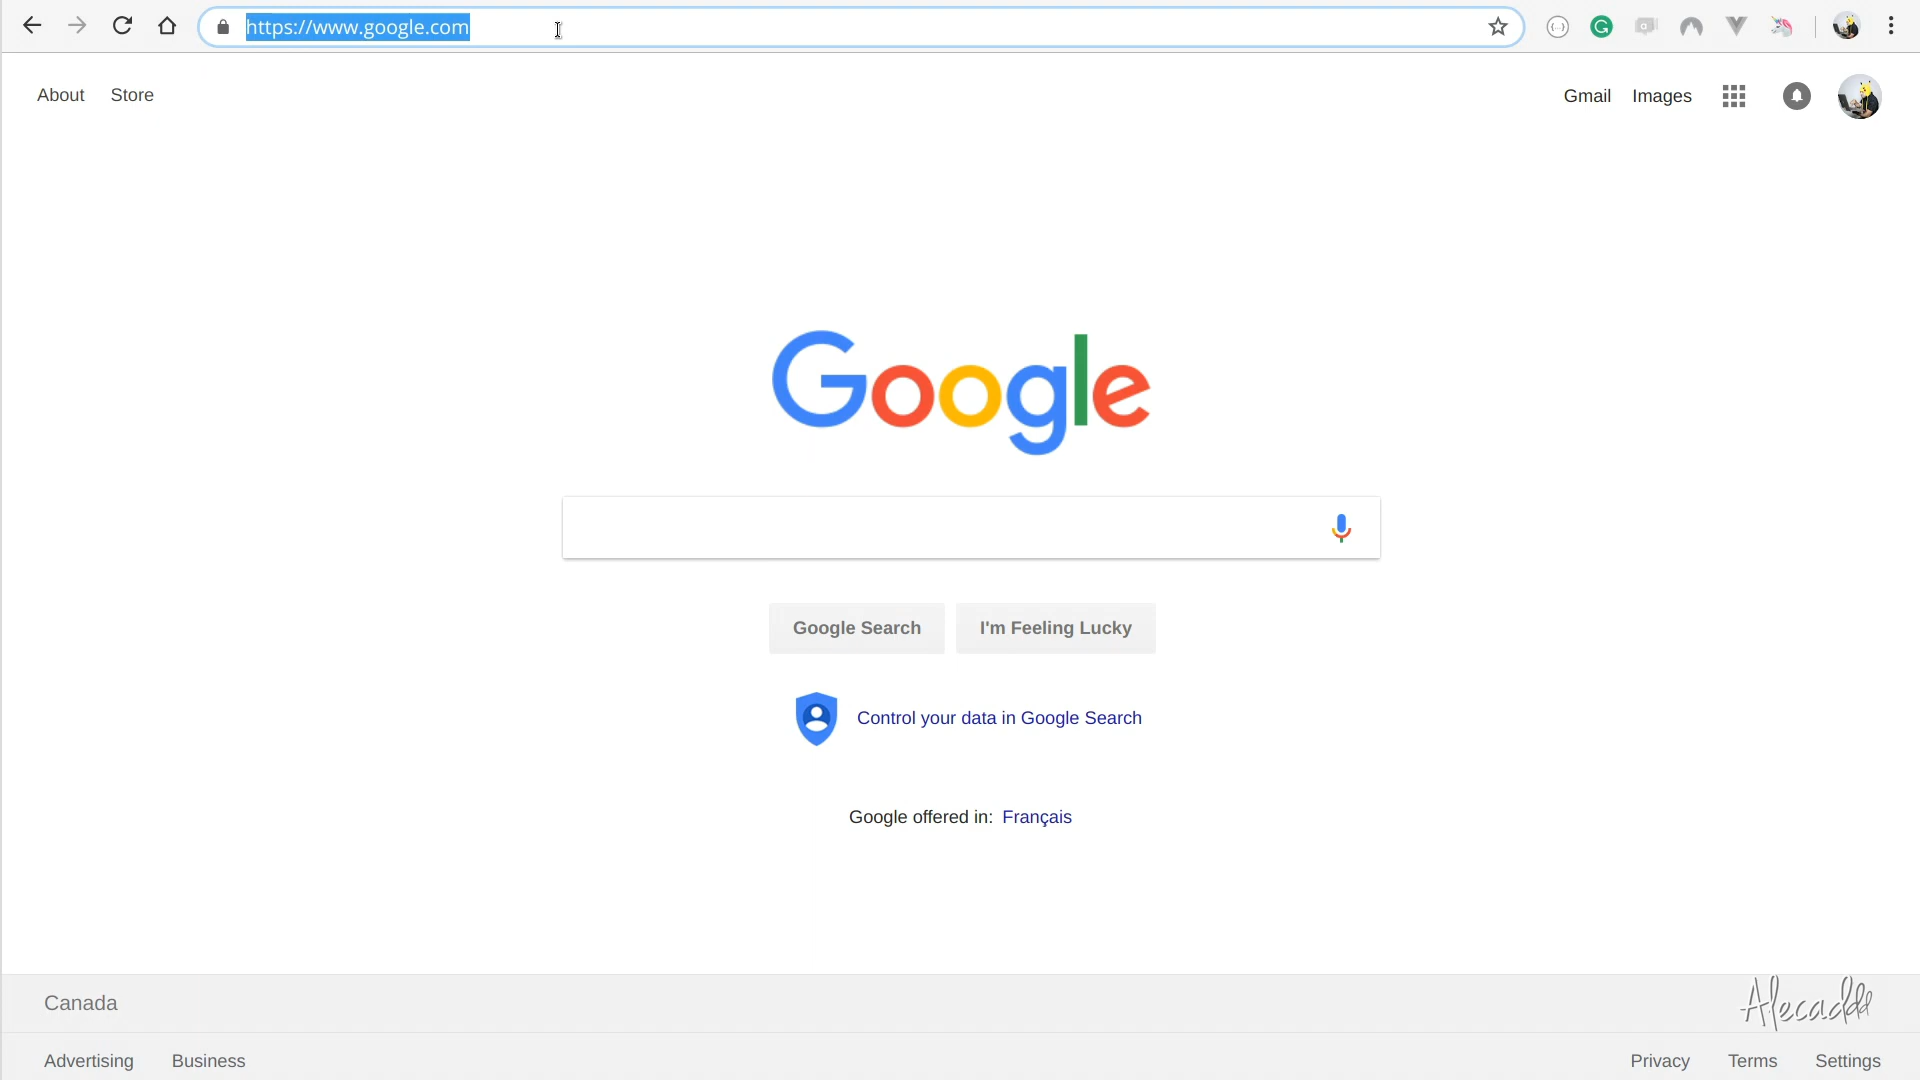 https://www.google.com
About Store
Gmail Images
Google
Google Search
I'm Feeling Lucky
Control your data in Google Search
Google offered in: Français
Canada
Alecaddd
Advertising Business
Privacy Terms Settings